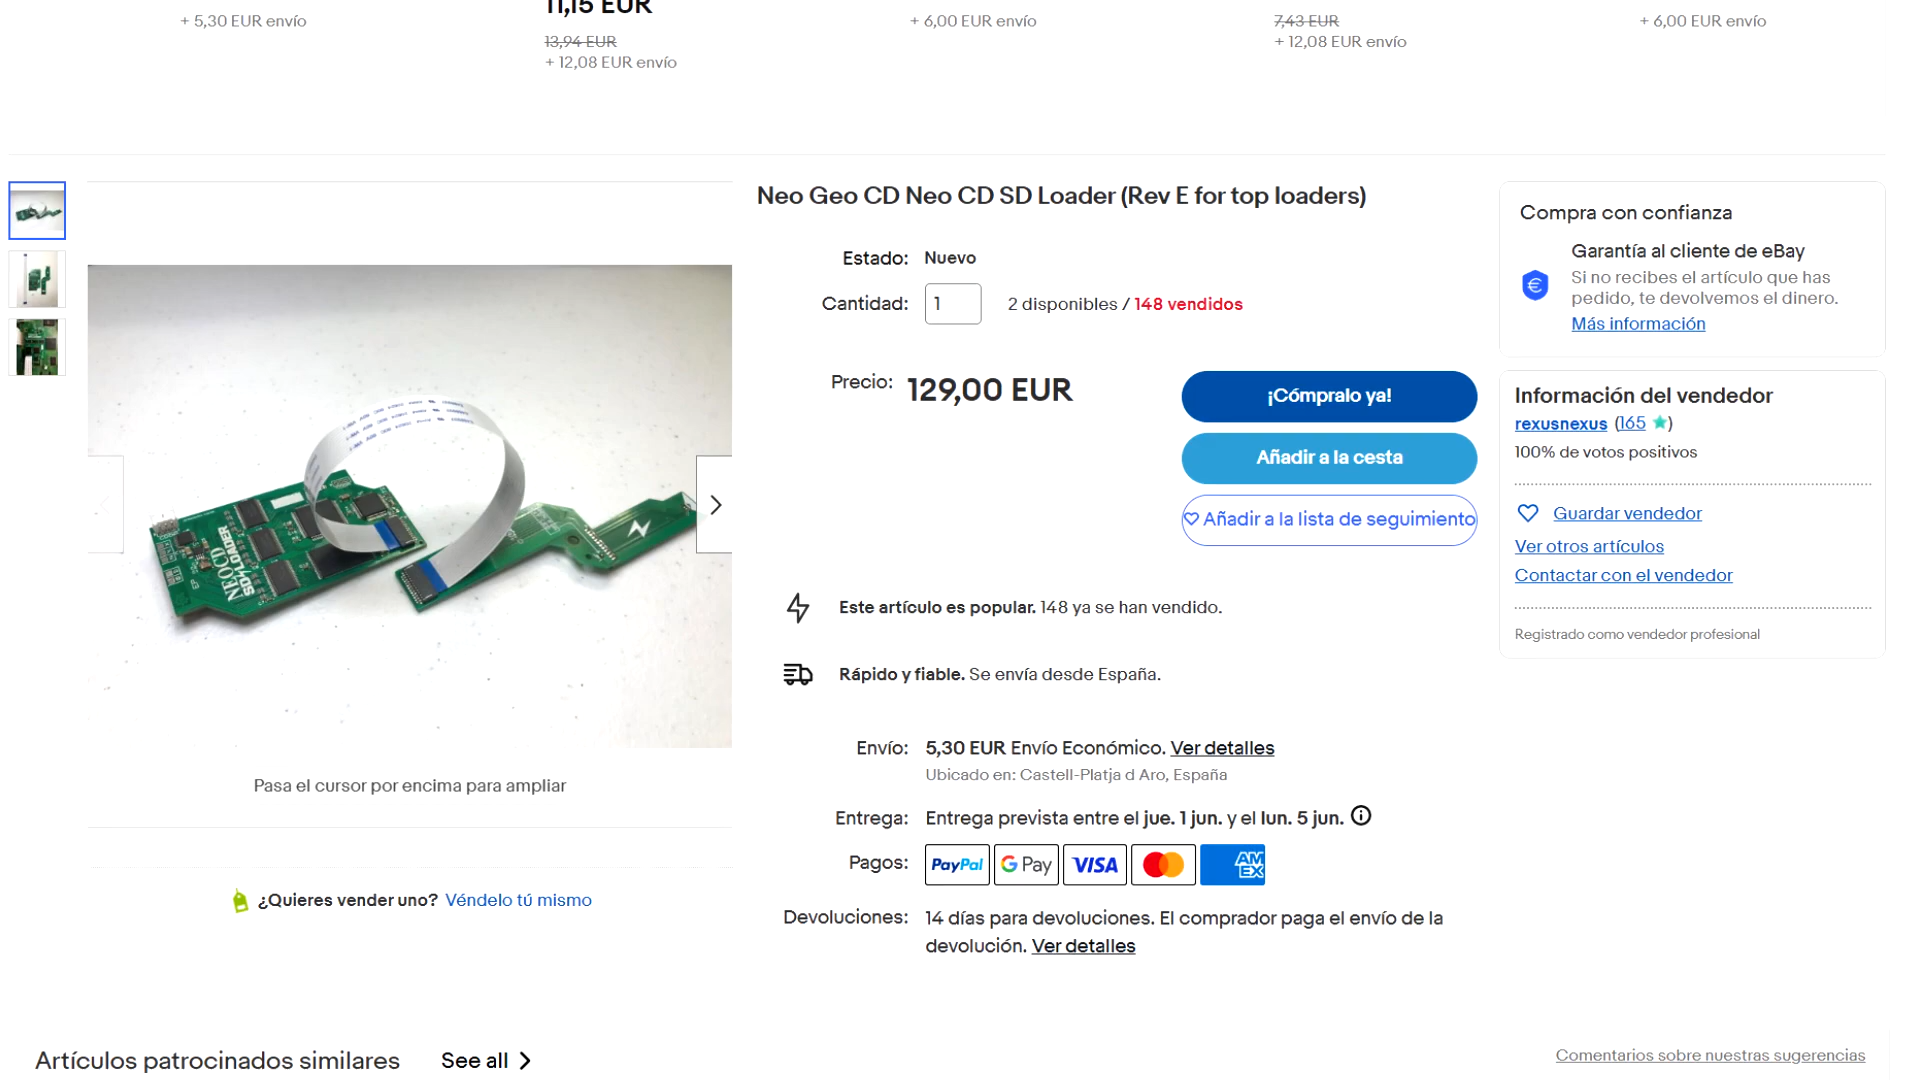 + 5,30 EUR envío
11,15 EUR
13,94 EUR
+ 12,08 EUR envío
+ 6,00 EUR envío
7,43 EUR
+ 12,08 EUR envío
+ 6,00 EUR envío
Neo Geo CD Neo CD SD Loader (Rev E for top loaders)
Estado: Nuevo
Cantidad: 1 2 disponibles / 148 vendidos
Precio: 129,00 EUR
¡Cómpralo ya!
Añadir a la cesta
Añadir a la lista de seguimiento
Este artículo es popular. 148 ya se han vendido.
Rápido y fiable. Se envía desde España.
Envío: 5,30 EUR Envío Económico. Ver detalles
Ubicado en: Castell-Platja d Aro, España
Entrega: Entrega prevista entre el jue. 1 jun. y el lun. 5 jun.
Pagos: PayPal G Pay VISA AM EX
Devoluciones: 14 días para devoluciones. El comprador paga el envío de la
devolución. Ver detalles
Compra con confianza
Garantía al cliente de eBay
Si no recibes el artículo que has
pedido, te devolvemos el dinero.
Más información
Información del vendedor
rexusnexus (165)
100% de votos positivos
Guardar vendedor
Ver otros artículos
Contactar con el vendedor
Registrado como vendedor profesional
NEOCD
SD/LOADER
Pasa el cursor por encima para ampliar
¿Quieres vender uno? Véndelo tú mismo
Artículos patrocinados similares See all
Comentarios sobre nuestras sugerencias